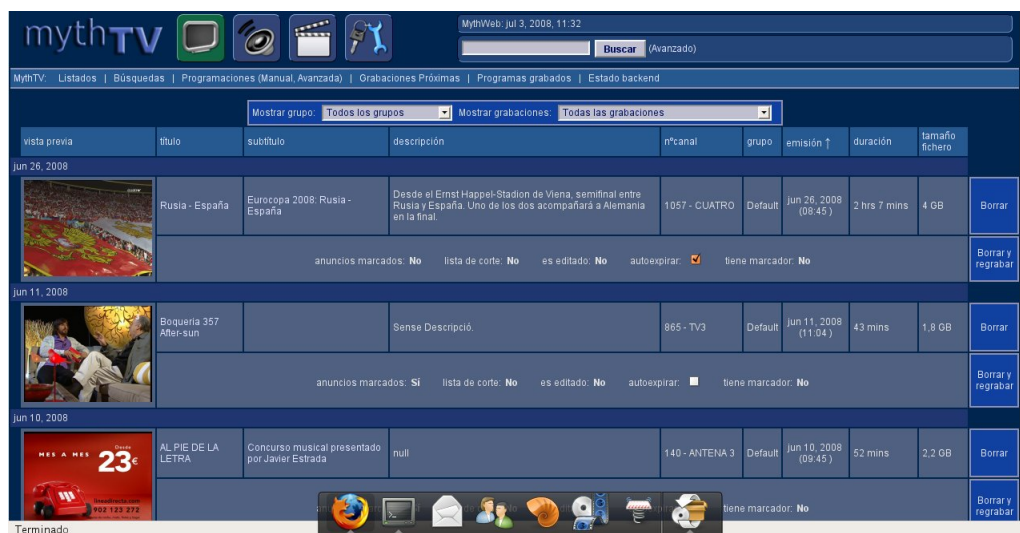 mythTV
MythWeb: jul 3, 2008, 11:32
Buscar (Avanzado)
MythTV: Listados | Búsquedas | Programaciones (Manual, Avanzada) | Grabaciones Próximas | Programas grabados | Estado backend
Mostrar grupo: Todos los grupos Mostrar grabaciones: Todas las grabaciones
vista previa título subtítulo descripción nºcanal grupo emisión ↑ duración tamaño fichero
jun 26, 2008
Rusia - España
Eurocopa 2008: Rusia -
España
Desde el Ernst Happel-Stadion de Viena, semifinal entre
Rusia y España. Uno de los dos acompañará a Alemania
en la final.
1057 - CUATRO
Default
jun 26, 2008
(08:45 )
2 hrs 7 mins
4 GB
Borrar
anuncios marcados: No lista de corte: No es editado: No autoexpirar: tiene marcador: No
Borrar y
regrabar
jun 11, 2008
Boqueria 357
After-sun
Sense Descripció.
865 - TV3
Default
jun 11, 2008
(11:04 )
43 mins
1,8 GB
Borrar
anuncios marcados: Sí lista de corte: No es editado: No autoexpirar: tiene marcador: No
Borrar y
regrabar
jun 10, 2008
MES A MES Desde
23€
902 123 272
AL PIE DE LA
LETRA
Concurso musical presentado
por Javier Estrada
null
140 - ANTENA 3
Default
jun 10, 2008
(09:45 )
52 mins
2,2 GB
Borrar
tiene marcador: No
Borrar y
regrabar
Terminado